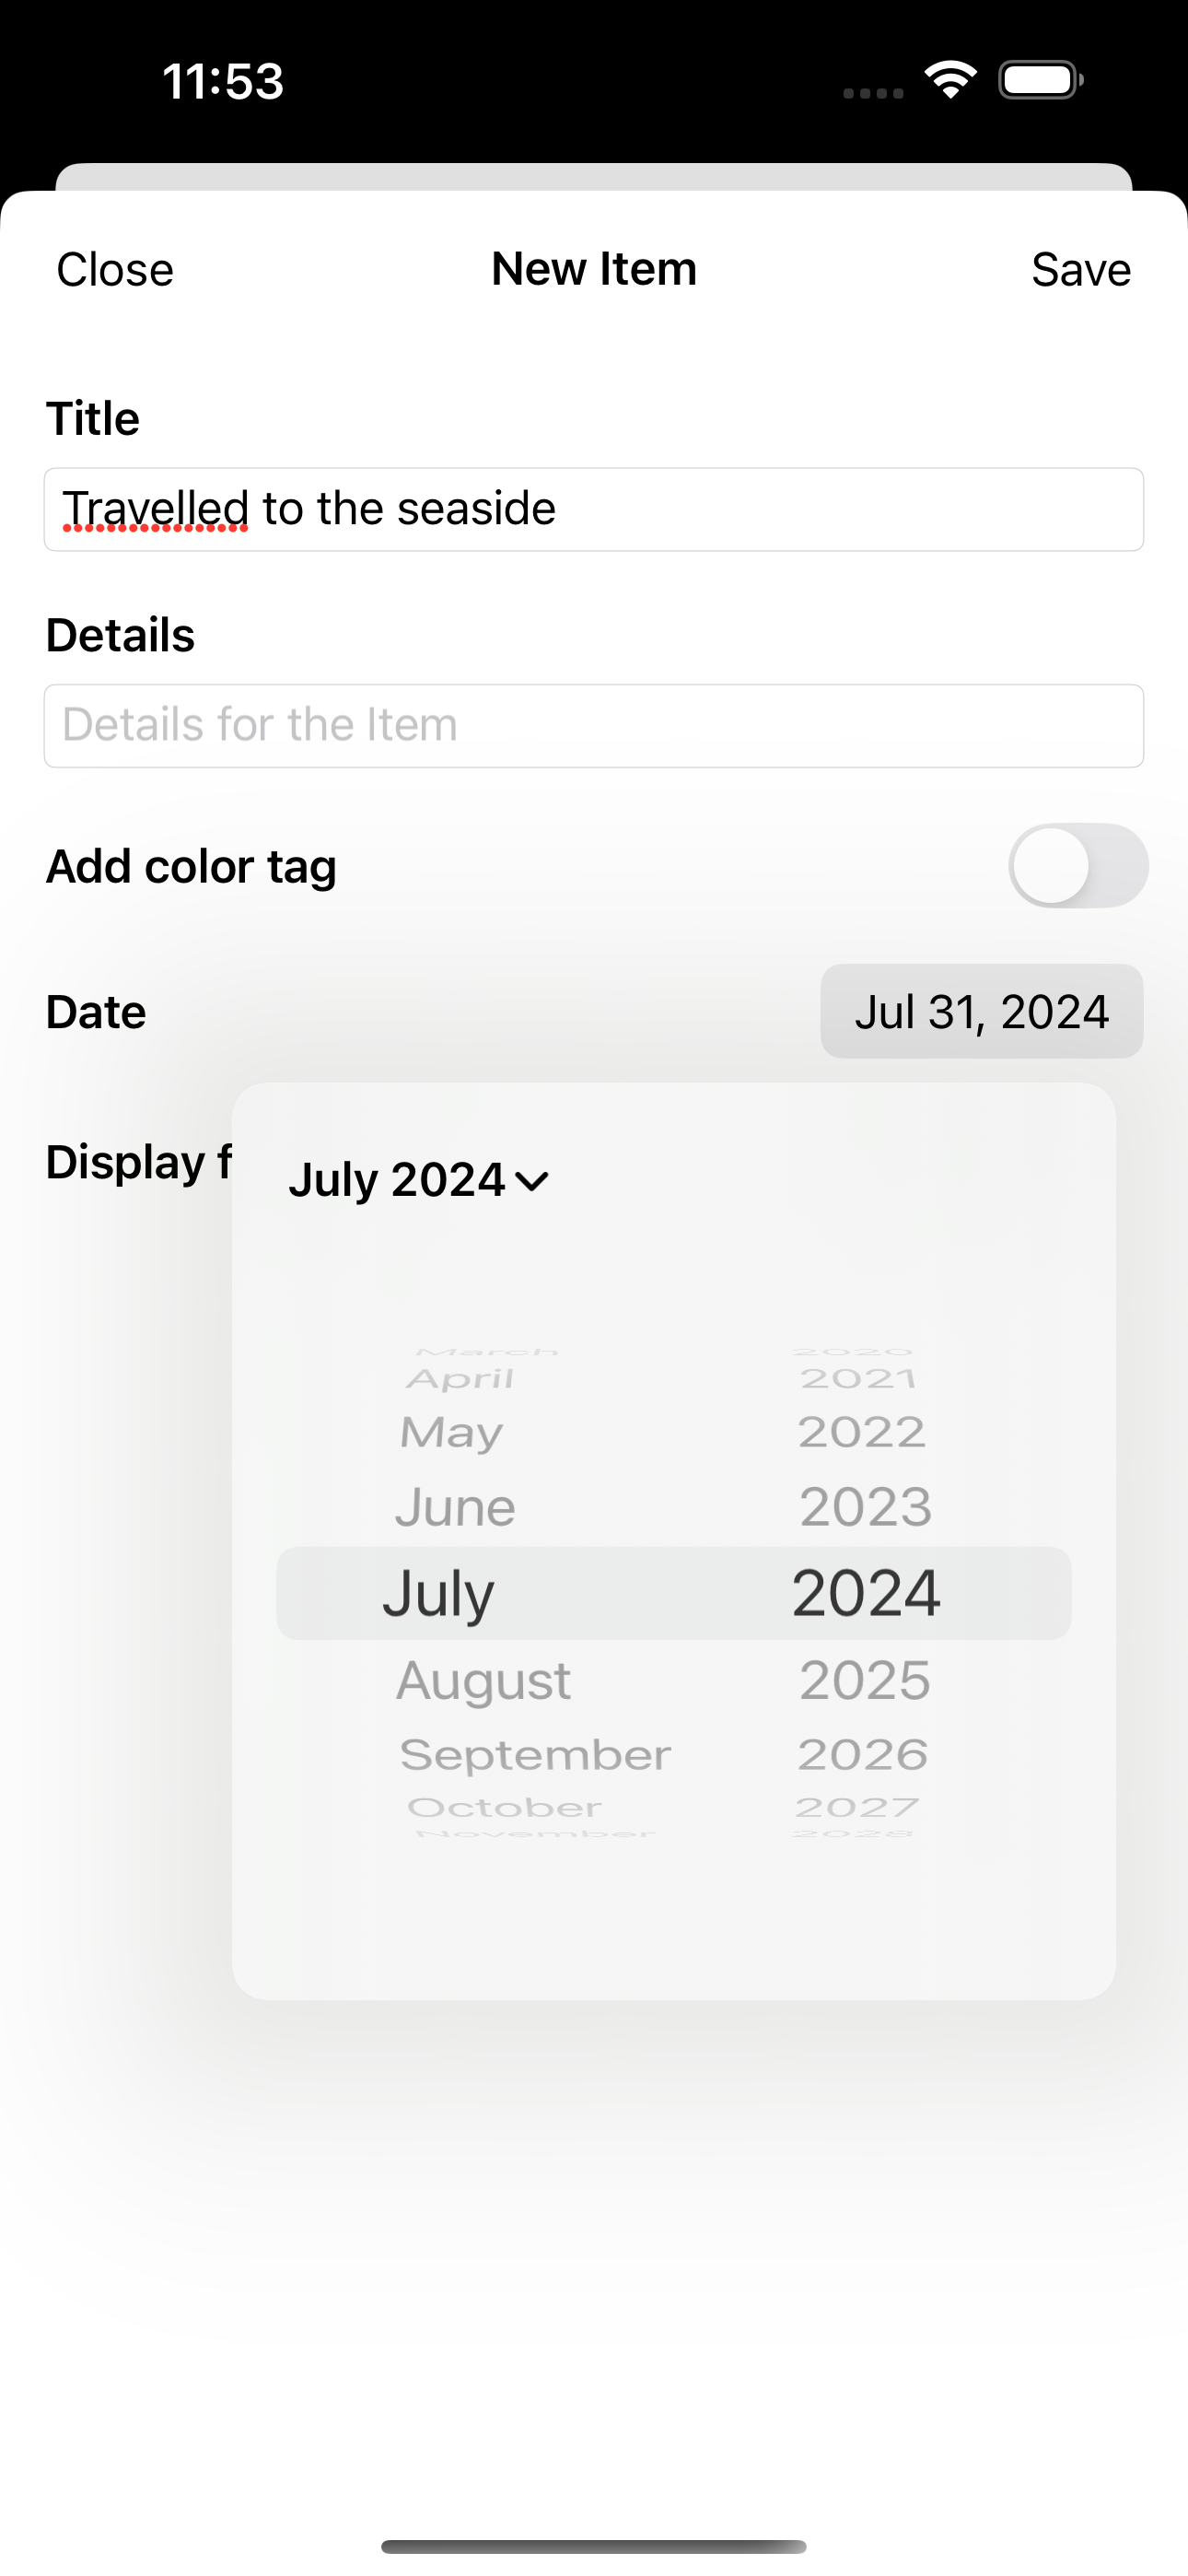 11:53
Close New Item Save
Title
Travelled to the seaside
Details
Details for the Item
Add color tag
Date Jul 31, 2024
Display f
July 2024
March 2020
April 2021
May 2022
June 2023
July 2024
August 2025
September 2026
October 2027
November 2028